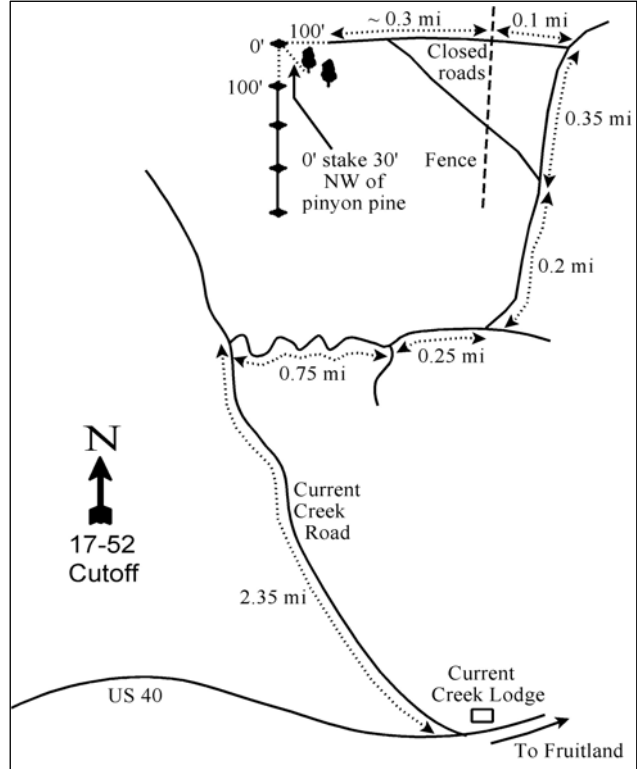 100'
~ 0.3 mi
0.1 mi
0'
Closed
roads
100'
0.35 mi
0' stake 30'
NW of
pinyon pine
Fence
0.2 mi
0.25 mi
0.75 mi
N
17-52
Cutoff
Current
Creek
Road
2.35 mi
Current
Creek Lodge
US 40
To Fruitland